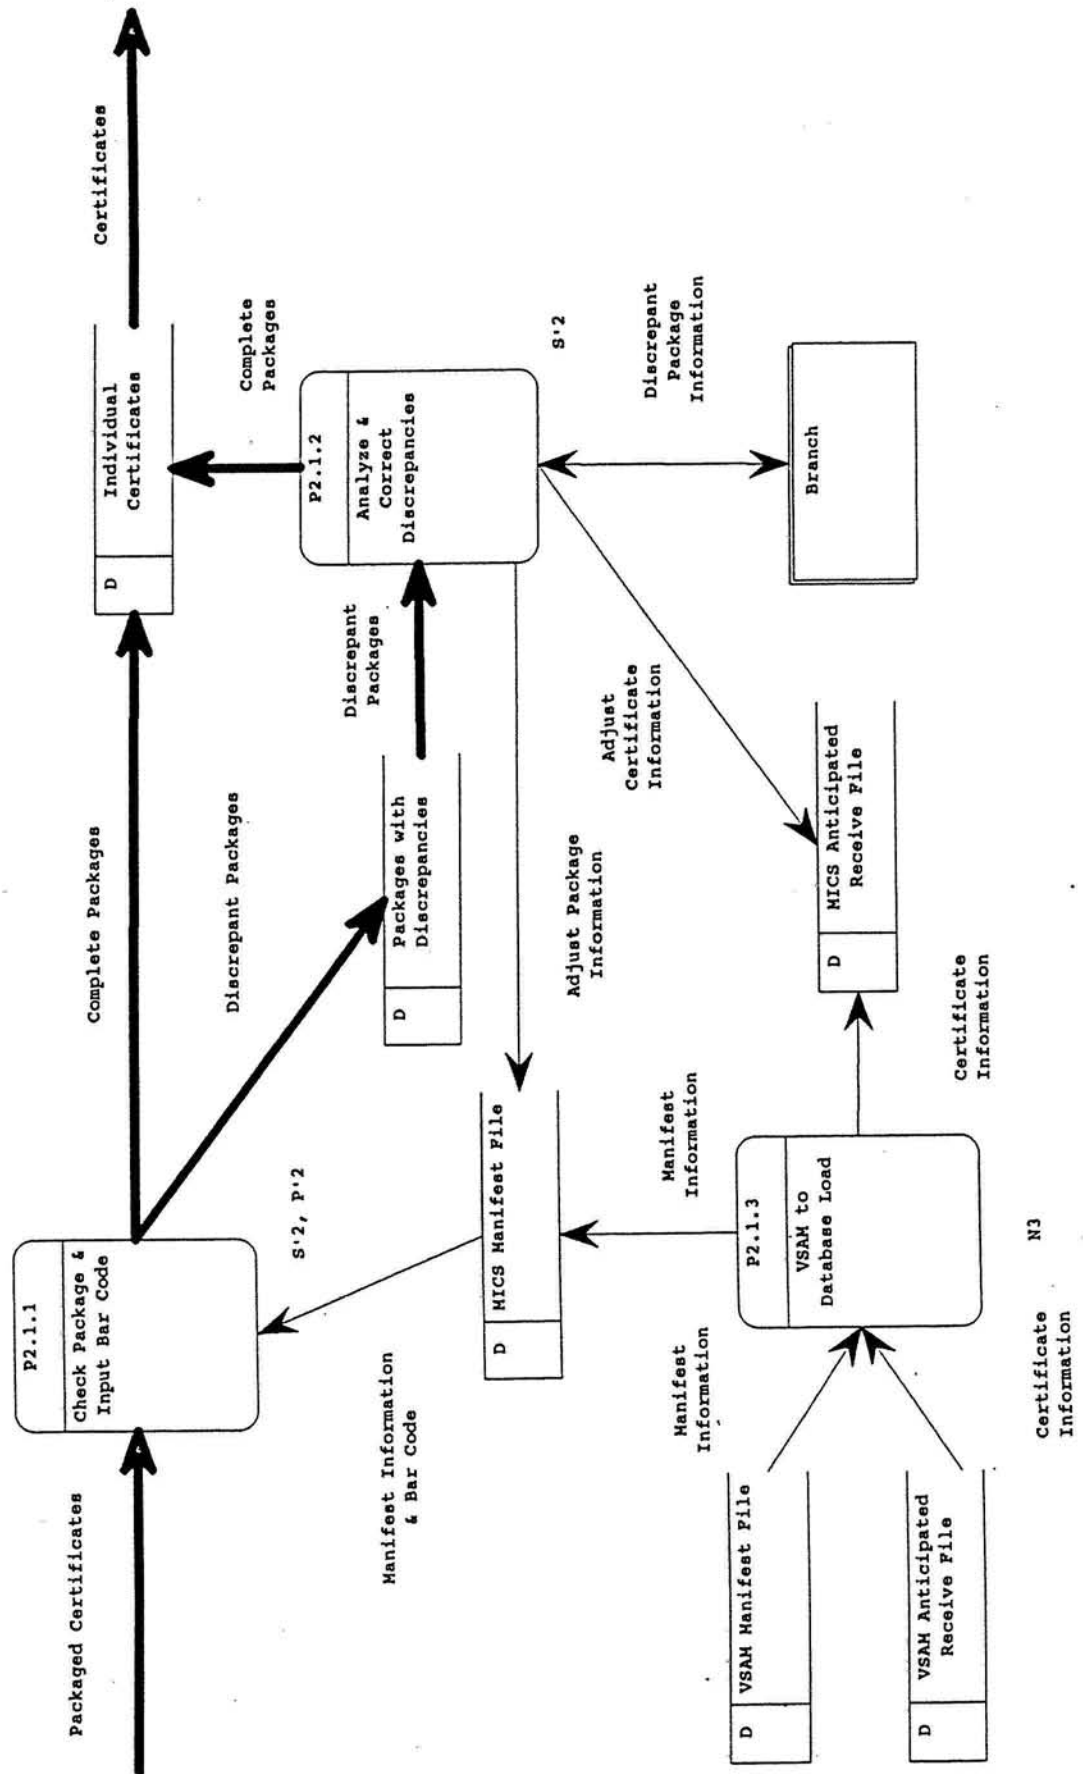 Packaged Certificates
P2.1.1
Check Package &
Input Bar Code
S'2, P'2
Complete Packages
D
Individual
Certificates
Certificates
Discrepant Packages
D
Packages with
Discrepancies
Discrepant
Packages
P2.1.2
Analyze &
Correct
Discrepancies
Complete
Packages
S'2
Manifest Information
& Bar Code
D
MICS Manifest File
Adjust Package
Information
Adjust
Certificate
Information
Discrepant
Package
Information
Branch
D
VSAM Manifest File
Manifest
Information
D
VSAM Anticipated
Receive File
Certificate
Information
P2.1.3
VSAM to
Database Load
N3
Manifest
Information
Certificate
Information
D
MICS Anticipated
Receive File